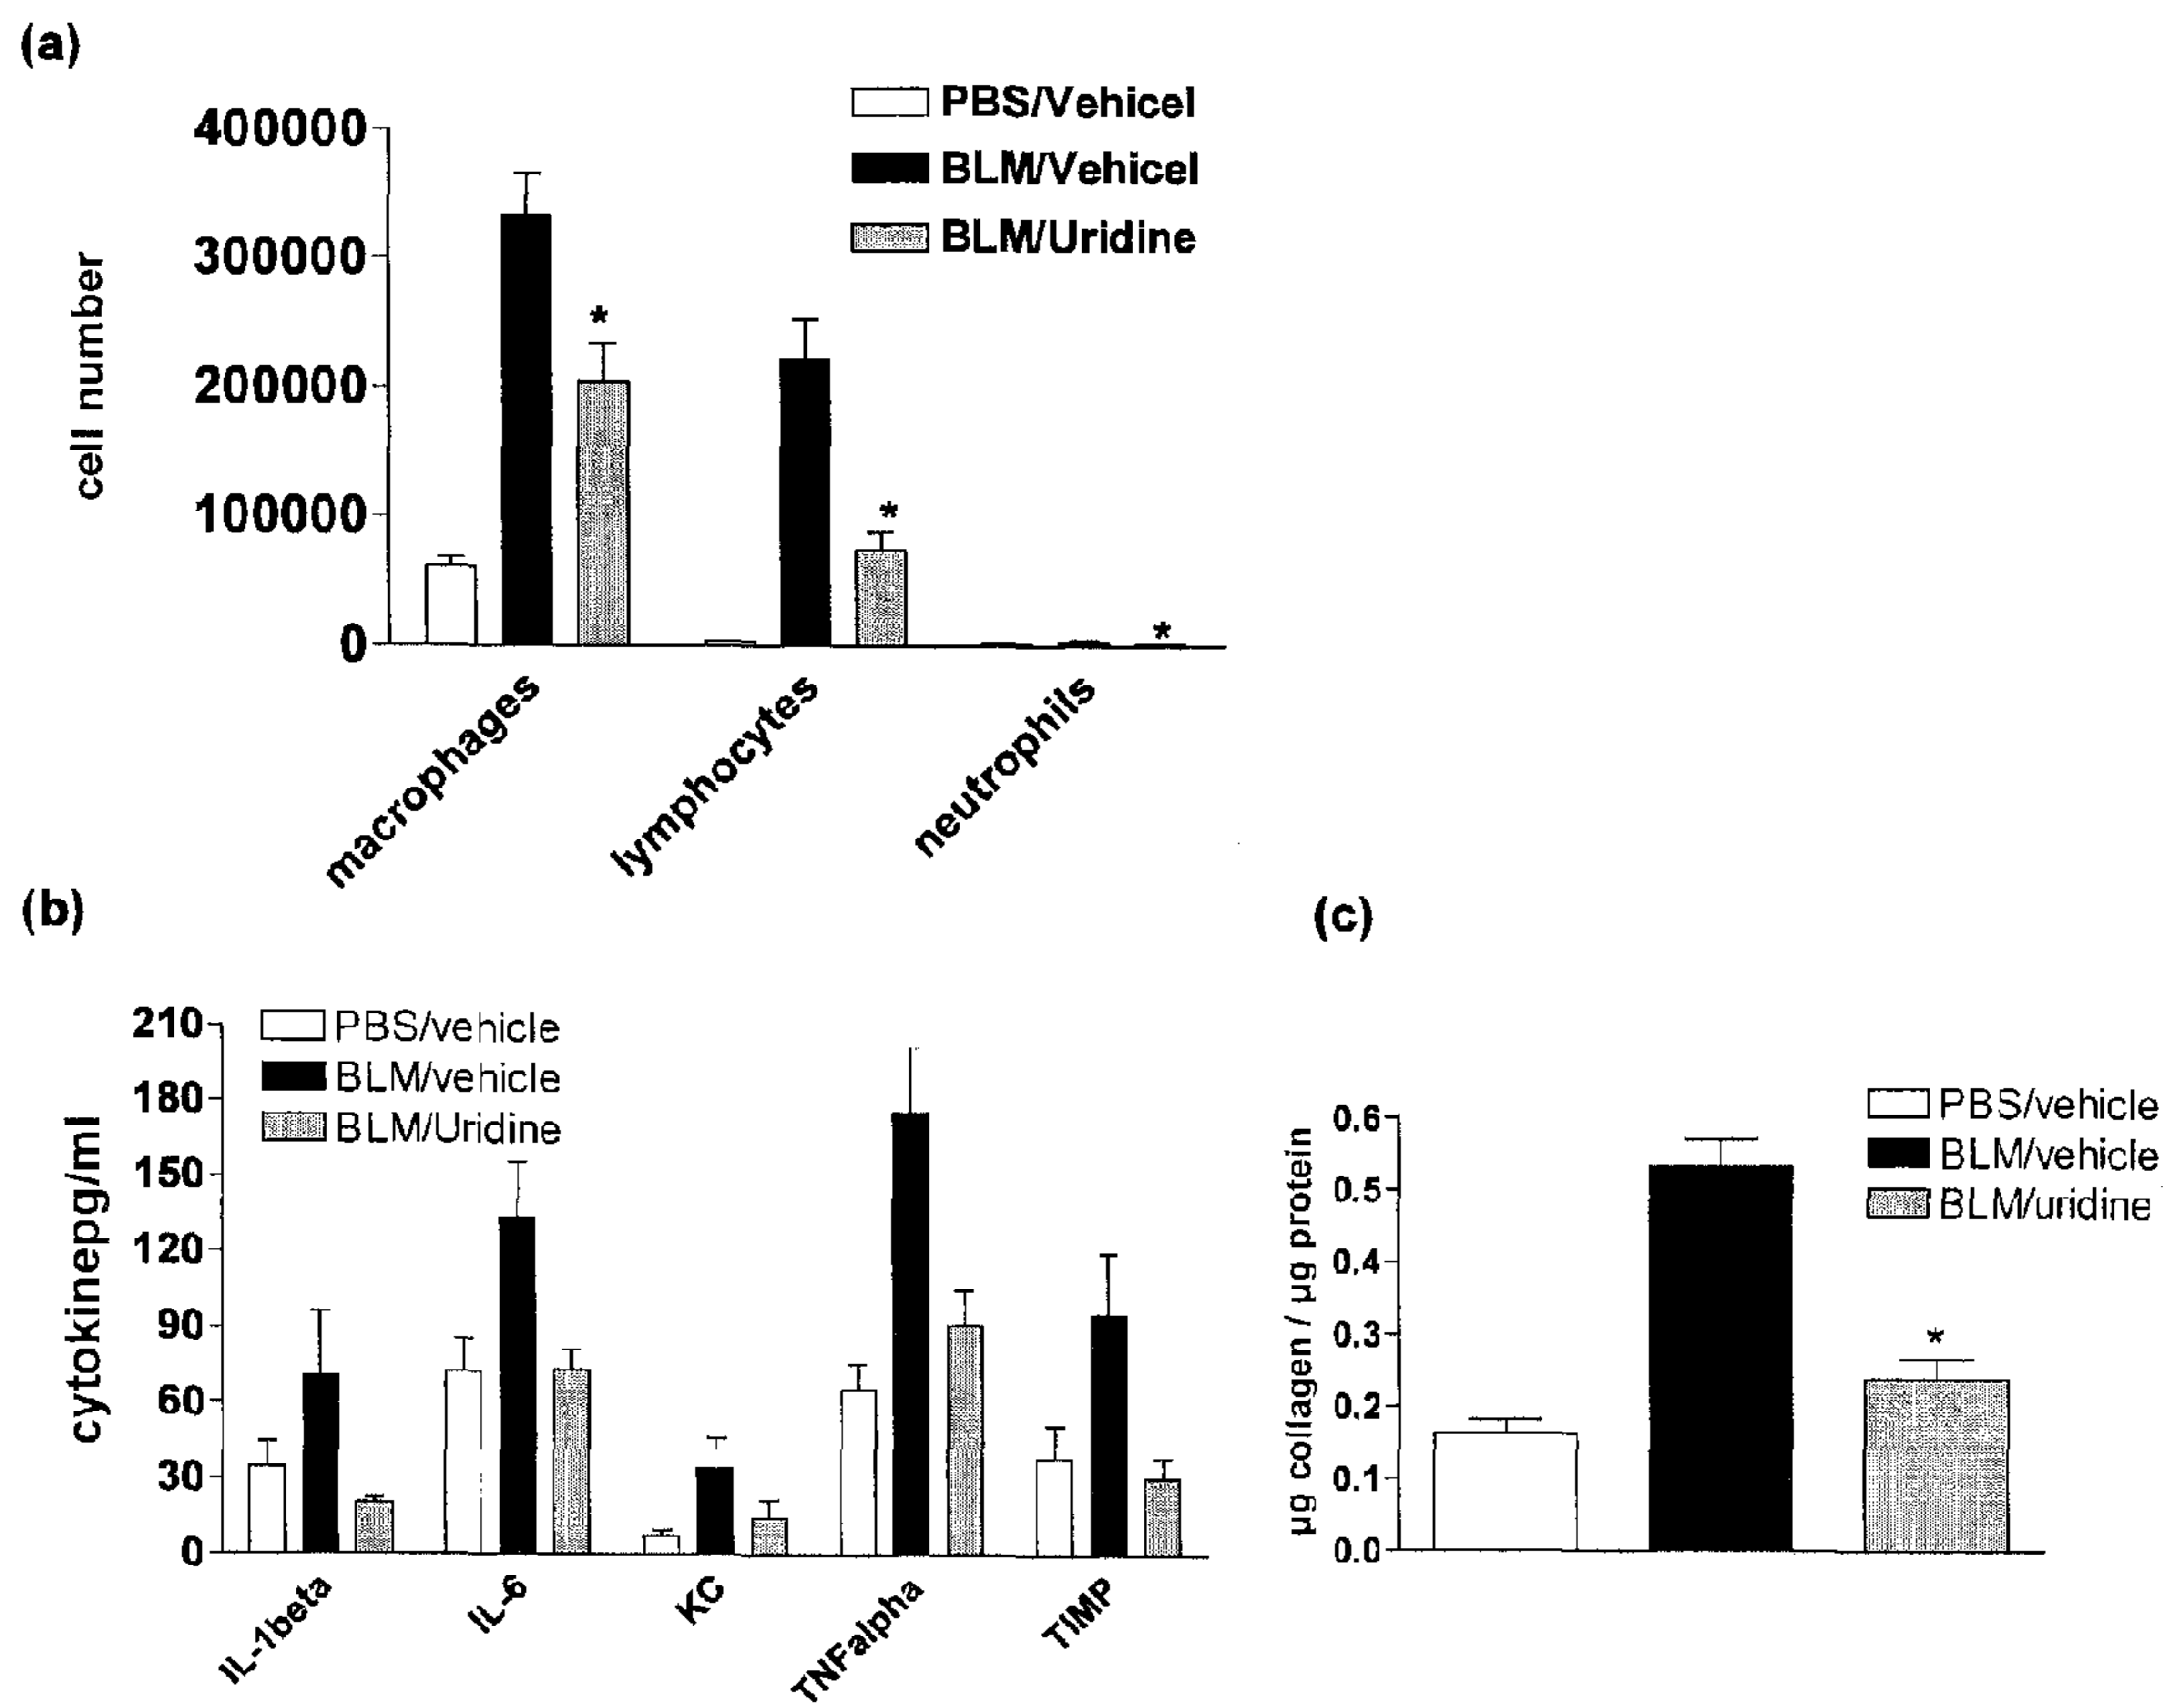 (a)
PBS/Vehicel
BLM/Vehicel
BLM/Uridine
400000
300000
200000
100000
0
cell number
*
*
*
macrophages
lymphocytes
neutrophils
(b)
210
180
150
120
90
60
30
0
cytokinepg/ml
PBS/vehicle
BLM/vehicle
BLM/Uridine
IL-1beta
IL-6
KC
TNFalpha
TIMP
(c)
0.6
0.5
0.4
0.3
0.2
0.1
0.0
µg collagen / µg protein
PBS/vehicle
BLM/vehicle
BLM/uridine
*